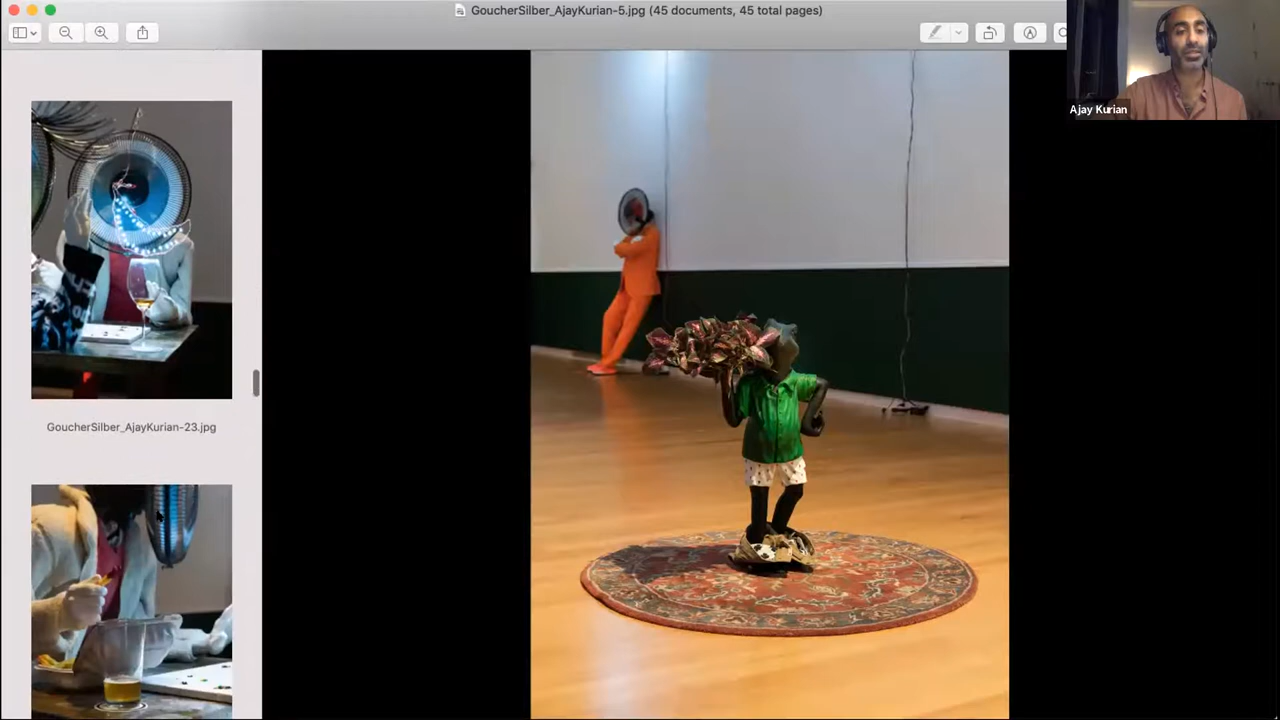 GoucherSilber_AjayKurian-5.jpg (45 documents, 45 total pages)
Ajay Kurian
GoucherSilber_AjayKurian-23.jpg